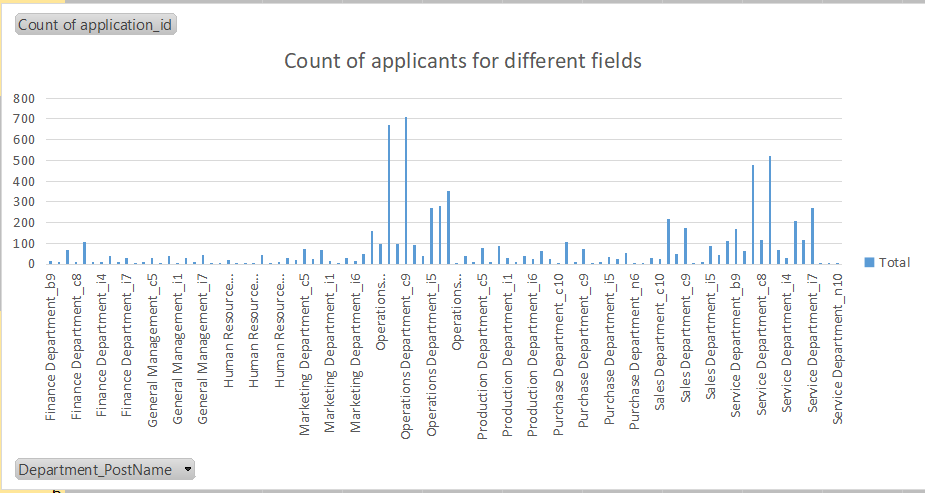 Count of application_id
Count of applicants for different fields
800
700
600
500
400
300
200
100
0
Finance Department_b9
Finance Department_c8
Finance Department_i4
Finance Department_i7
General Management_c5
General Management_i1
General Management_i7
Human Resource...
Human Resource...
Human Resource...
Marketing Department_c5
Marketing Department_i1
Marketing Department_i6
Operations...
Operations Department_c9
Operations Department_i5
Operations...
Production Department_c5
Production Department_i1
Production Department_i6
Purchase Department_c10
Purchase Department_c9
Purchase Department_i5
Purchase Department_n6
Sales Department_c10
Sales Department_c9
Sales Department_i5
Service Department_b9
Service Department_c8
Service Department_i4
Service Department_i7
Service Department_n10
Total
Department_PostName